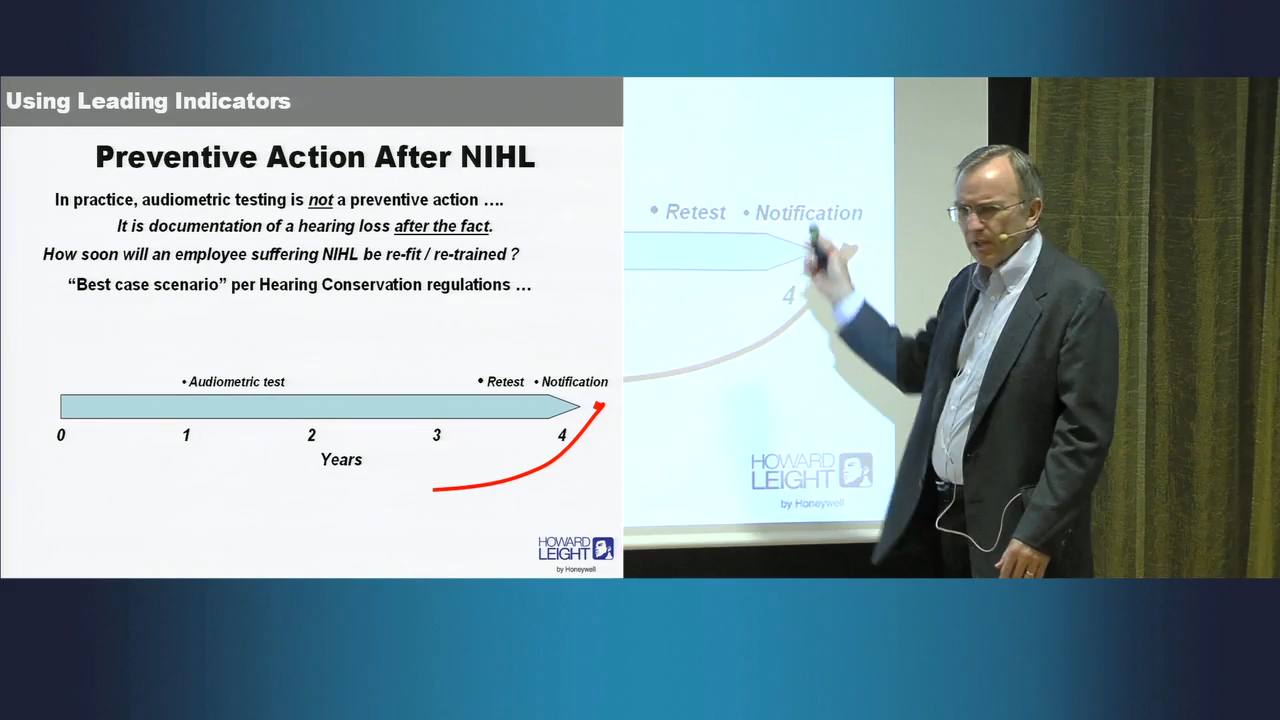 Using Leading Indicators
Preventive Action After NIHL
In practice, audiometric testing is not a preventive action ….
It is documentation of a hearing loss after the fact.
How soon will an employee suffering NIHL be re-fit / re-trained ?
“Best case scenario” per Hearing Conservation regulations …
• Audiometric test • Retest • Notification
0 1 2 3 4
Years
HOWARD
LEIGHT
by Honeywell
• Retest • Notification
4
HOWARD
LEIGHT
by Honeywell